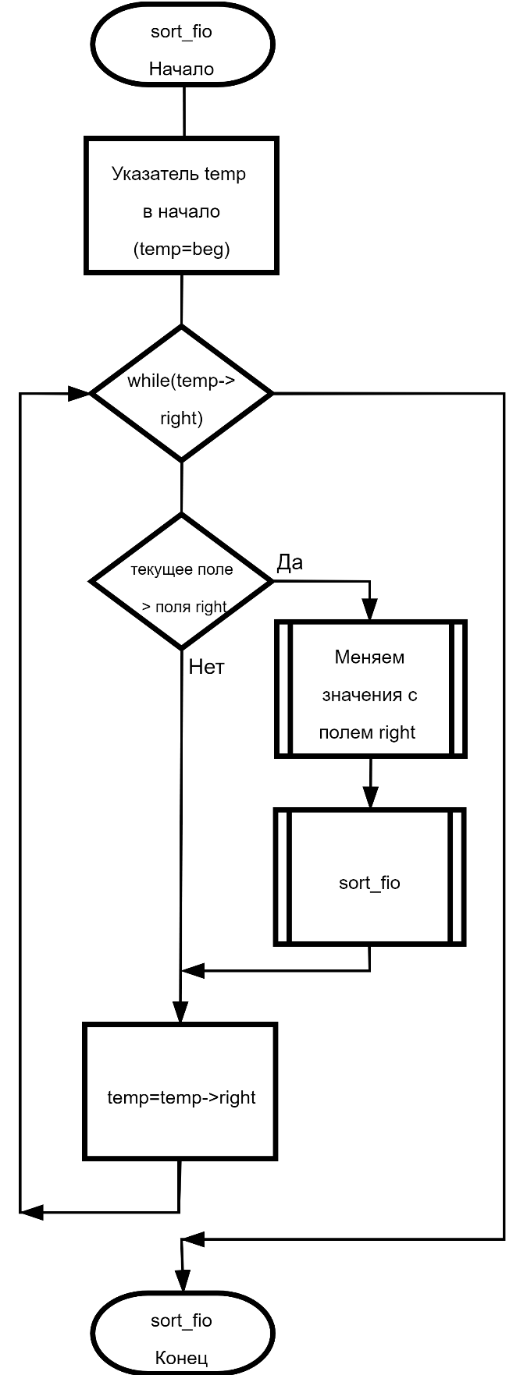 sort_fio
Начало
Указатель temp
в начало
(temp=beg)
while(temp->
right)
текущее поле
> поля right
Да
Нет
Меняем
значения с
полем right
sort_fio
temp=temp->right
sort_fio
Конец